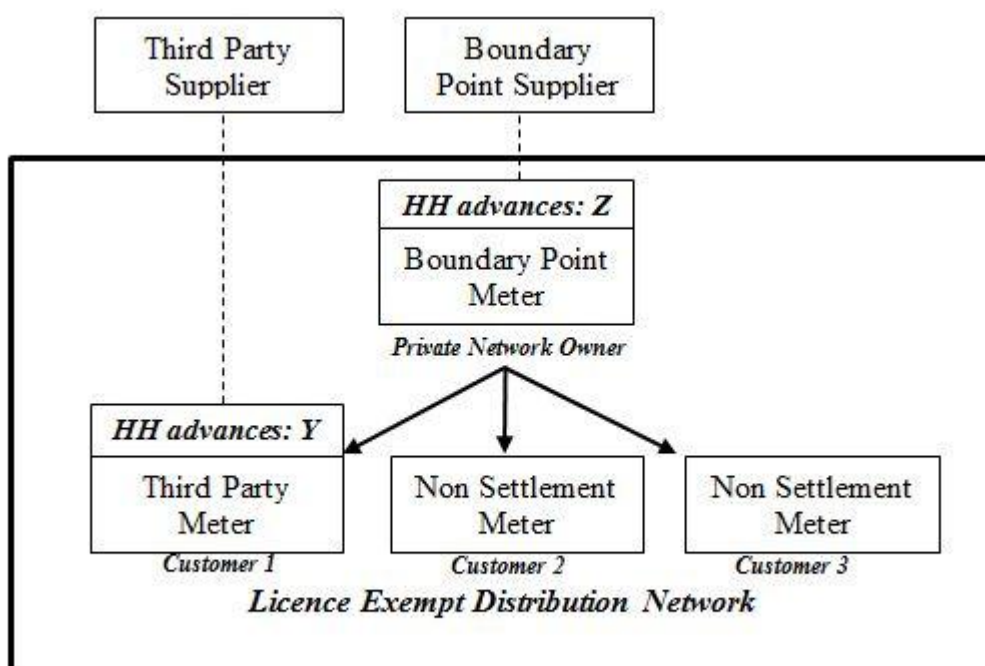 Third Party
Supplier
Boundary
Point Supplier
HH advances: Z
Boundary Point
Meter
Private Network Owner
HH advances: Y
Third Party
Meter
Customer 1
Non Settlement
Meter
Customer 2
Non Settlement
Meter
Customer 3
Licence Exempt Distribution Network